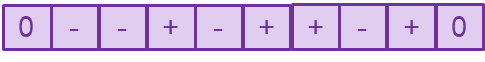 0 - - + - + + - + 0